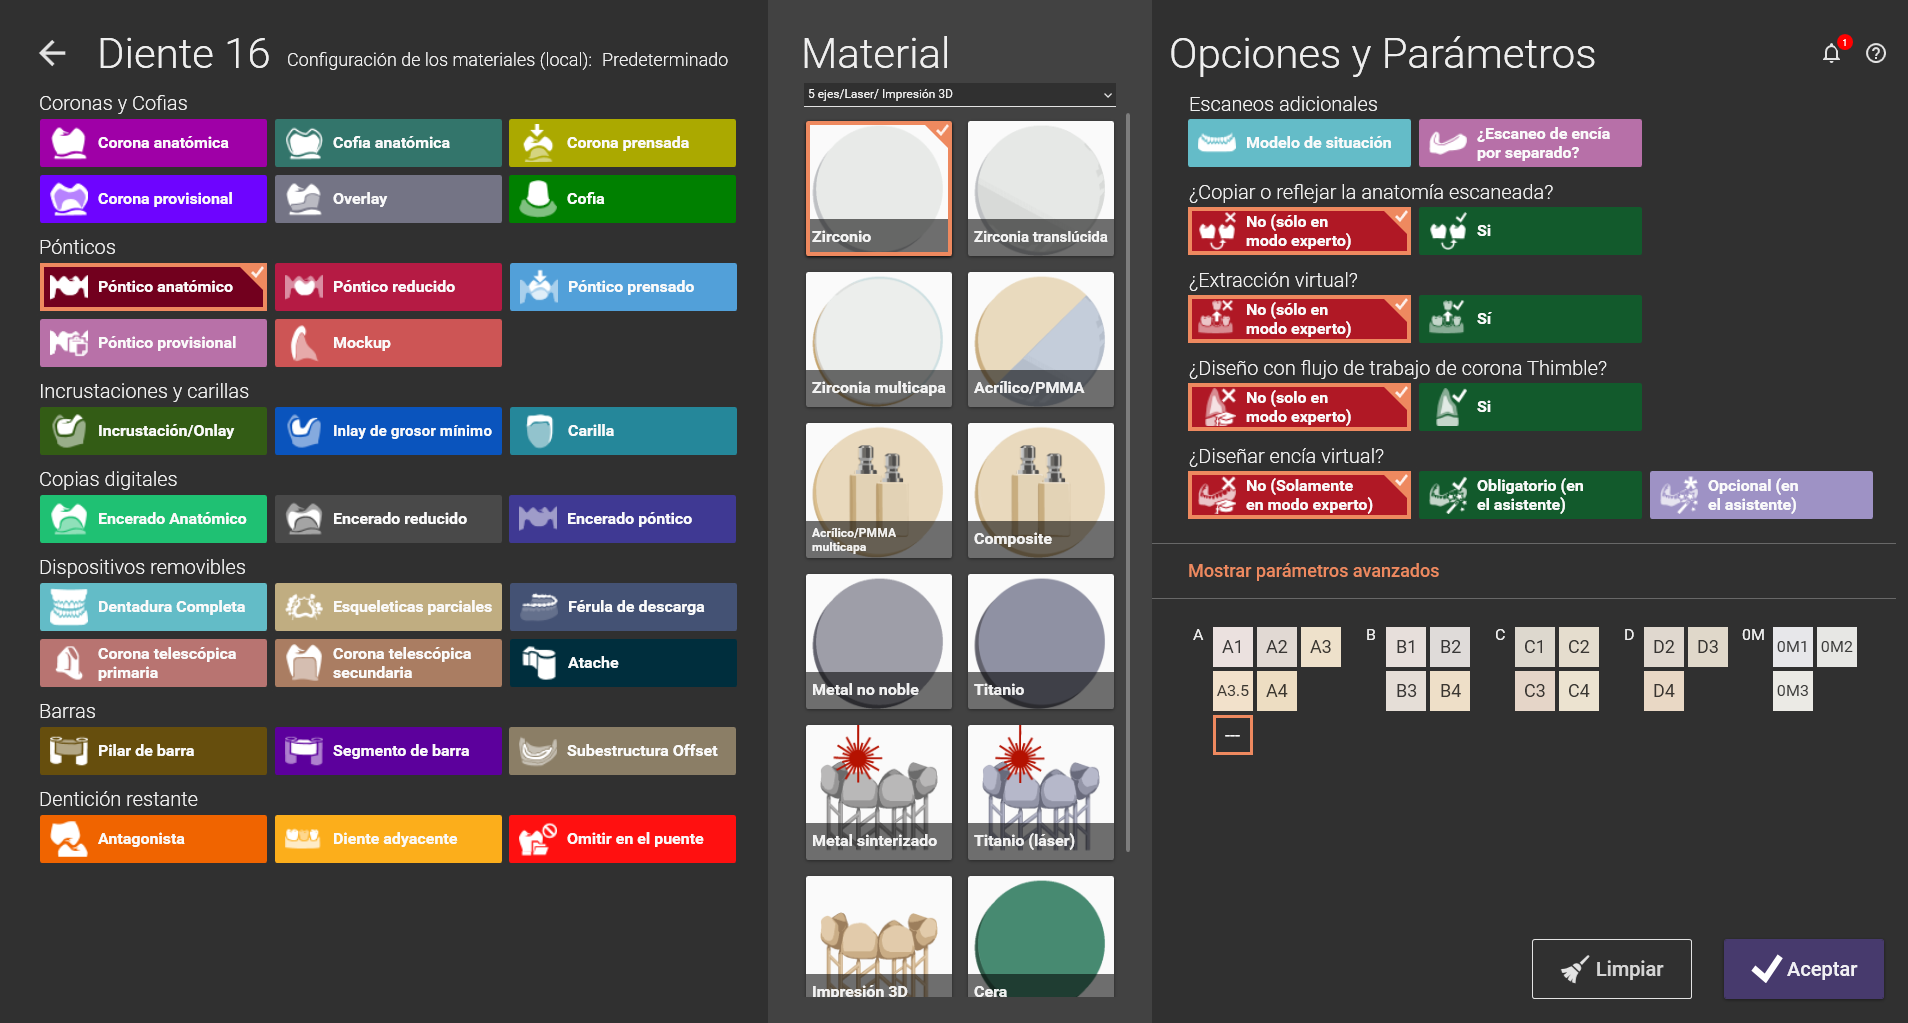 Diente 16 Configuración de los materiales (local): Predeterminado
Coronas y Cofias
Corona anatómica
Cofia anatómica
Corona prensada
Corona provisional
Overlay
Cofia
Pónticos
Póntico anatómico
Póntico reducido
Póntico prensado
Póntico provisional
Mockup
Incrustaciones y carillas
Incrustación/Onlay
Inlay de grosor mínimo
Carilla
Copias digitales
Encerado Anatómico
Encerado reducido
Encerado póntico
Dispositivos removibles
Dentadura Completa
Esqueleticas parciales
Férula de descarga
Corona telescópica
primaria
Corona telescópica
secundaria
Atache
Barras
Pilar de barra
Segmento de barra
Subestructura Offset
Dentición restante
Antagonista
Diente adyacente
Omitir en el puente
Material
5 ejes/Laser/ Impresión 3D
Zirconio
Zirconia translúcida
Zirconia multicapa
Acrílico/PMMA
Acrílico/PMMA
multicapa
Composite
Metal no noble
Titanio
Metal sinterizado
Titanio (láser)
Impresión 3D
Cera
Opciones y Parámetros
1
?
Escaneos adicionales
Modelo de situación
¿Escaneo de encía
por separado?
¿Copiar o reflejar la anatomía escaneada?
No (sólo en
modo experto)
Si
¿Extracción virtual?
No (sólo en
modo experto)
Sí
¿Diseño con flujo de trabajo de corona Thimble?
No (solo en
modo experto)
Si
¿Diseñar encía virtual?
No (Solamente
en modo experto)
Obligatorio (en
el asistente)
Opcional (en
el asistente)
Mostrar parámetros avanzados
A A1 A2 A3
A3.5 A4
---
B B1 B2
B3 B4
C C1 C2
C3 C4
D D2 D3
D4
0M 0M1 0M2
0M3
Limpiar
Aceptar